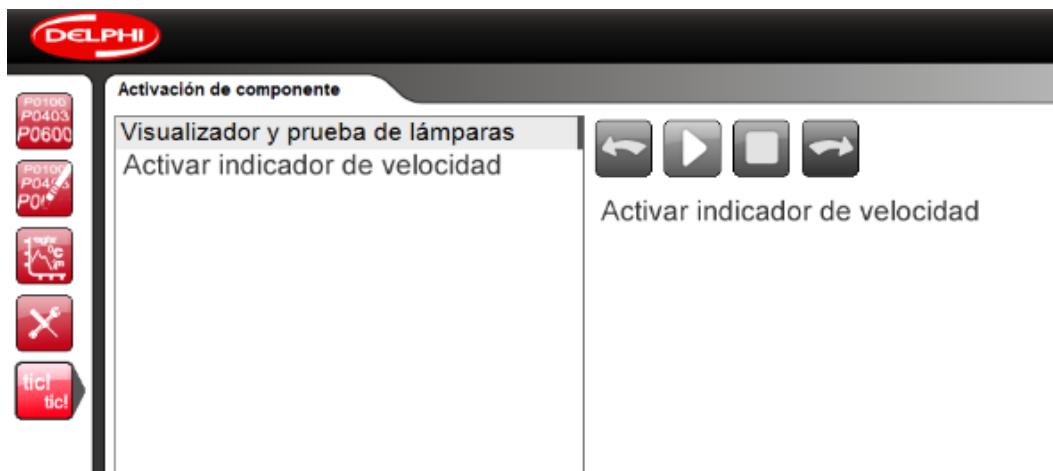 DELPHI
Activación de componente
P0100
P0403
P0600
Visualizador y prueba de lámparas
Activar indicador de velocidad
Activar indicador de velocidad
P0100
tic!
tic!